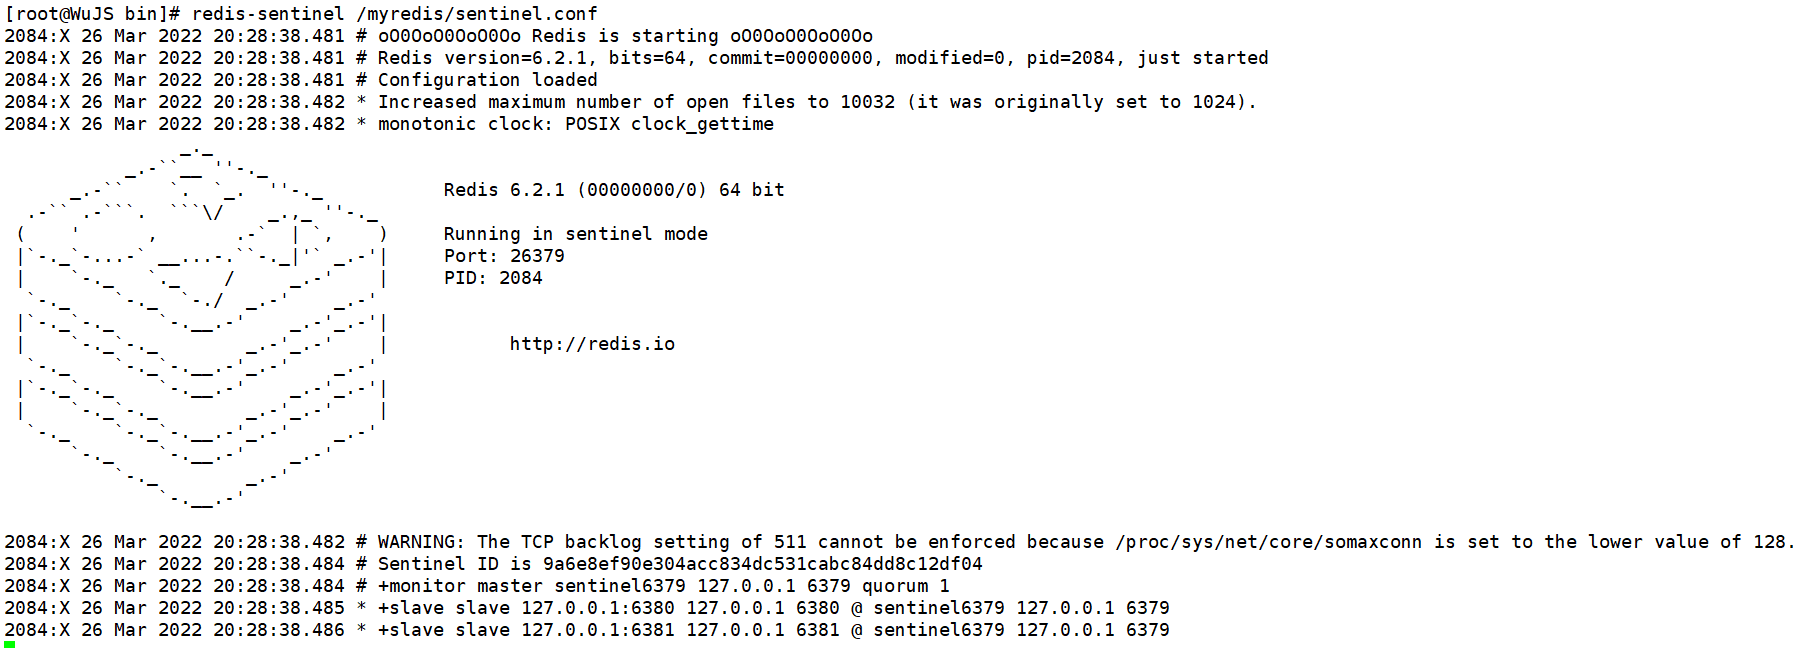 [root@WuJS bin]# redis-sentinel /myredis/sentinel.conf
2084:X 26 Mar 2022 20:28:38.481 # oO0OoO0OoO0Oo Redis is starting oO0OoO0OoO0Oo
2084:X 26 Mar 2022 20:28:38.481 # Redis version=6.2.1, bits=64, commit=00000000, modified=0, pid=2084, just started
2084:X 26 Mar 2022 20:28:38.481 # Configuration loaded
2084:X 26 Mar 2022 20:28:38.482 * Increased maximum number of open files to 10032 (it was originally set to 1024).
2084:X 26 Mar 2022 20:28:38.482 * monotonic clock: POSIX clock_gettime
Redis 6.2.1 (00000000/0) 64 bit
Running in sentinel mode
Port: 26379
PID: 2084
http://redis.io
2084:X 26 Mar 2022 20:28:38.482 # WARNING: The TCP backlog setting of 511 cannot be enforced because /proc/sys/net/core/somaxconn is set to the lower value of 128.
2084:X 26 Mar 2022 20:28:38.484 # Sentinel ID is 9a6e8ef90e304acc834dc531cabc84dd8c12df04
2084:X 26 Mar 2022 20:28:38.484 # +monitor master sentinel6379 127.0.0.1 6379 quorum 1
2084:X 26 Mar 2022 20:28:38.485 * +slave slave 127.0.0.1:6380 127.0.0.1 6380 @ sentinel6379 127.0.0.1 6379
2084:X 26 Mar 2022 20:28:38.486 * +slave slave 127.0.0.1:6381 127.0.0.1 6381 @ sentinel6379 127.0.0.1 6379